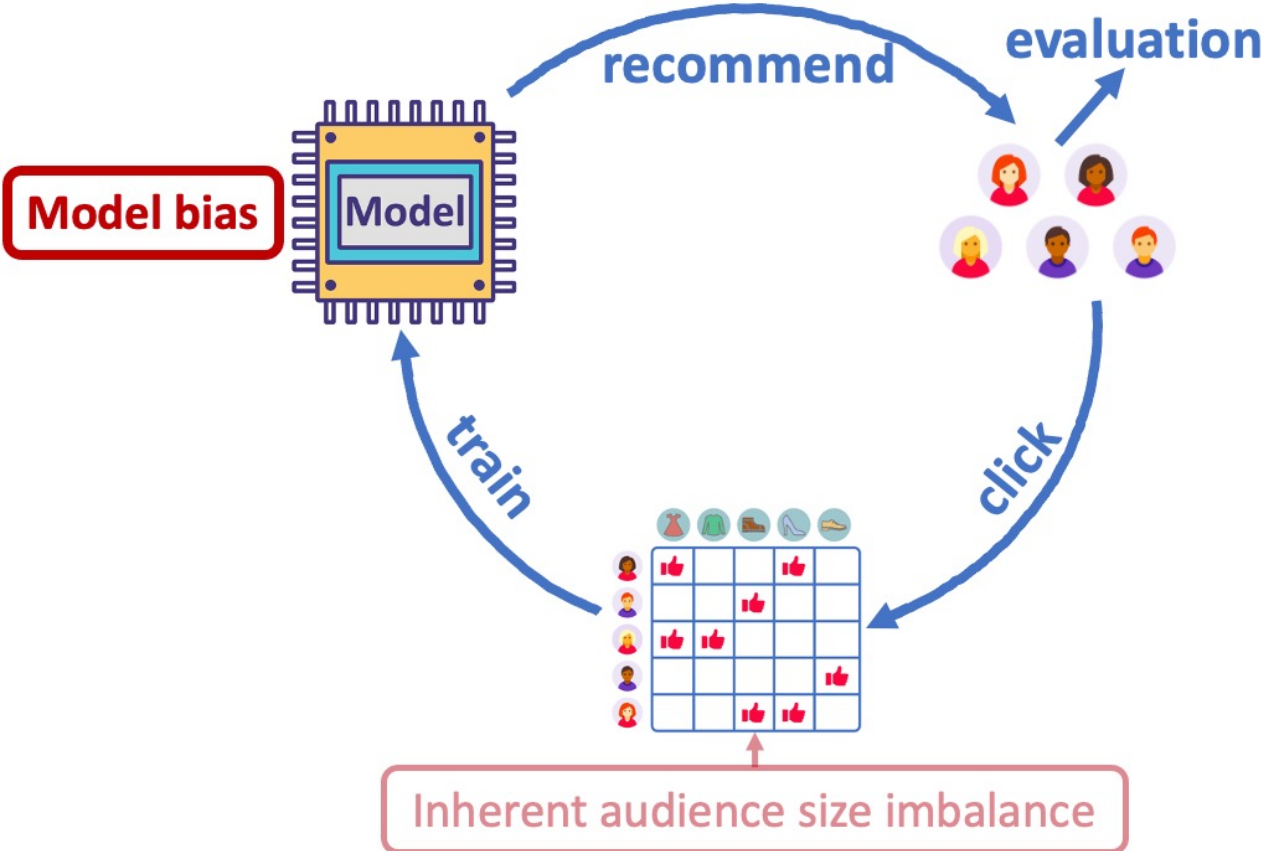 recommend
evaluation
Model bias
Model
train
click
Inherent audience size imbalance